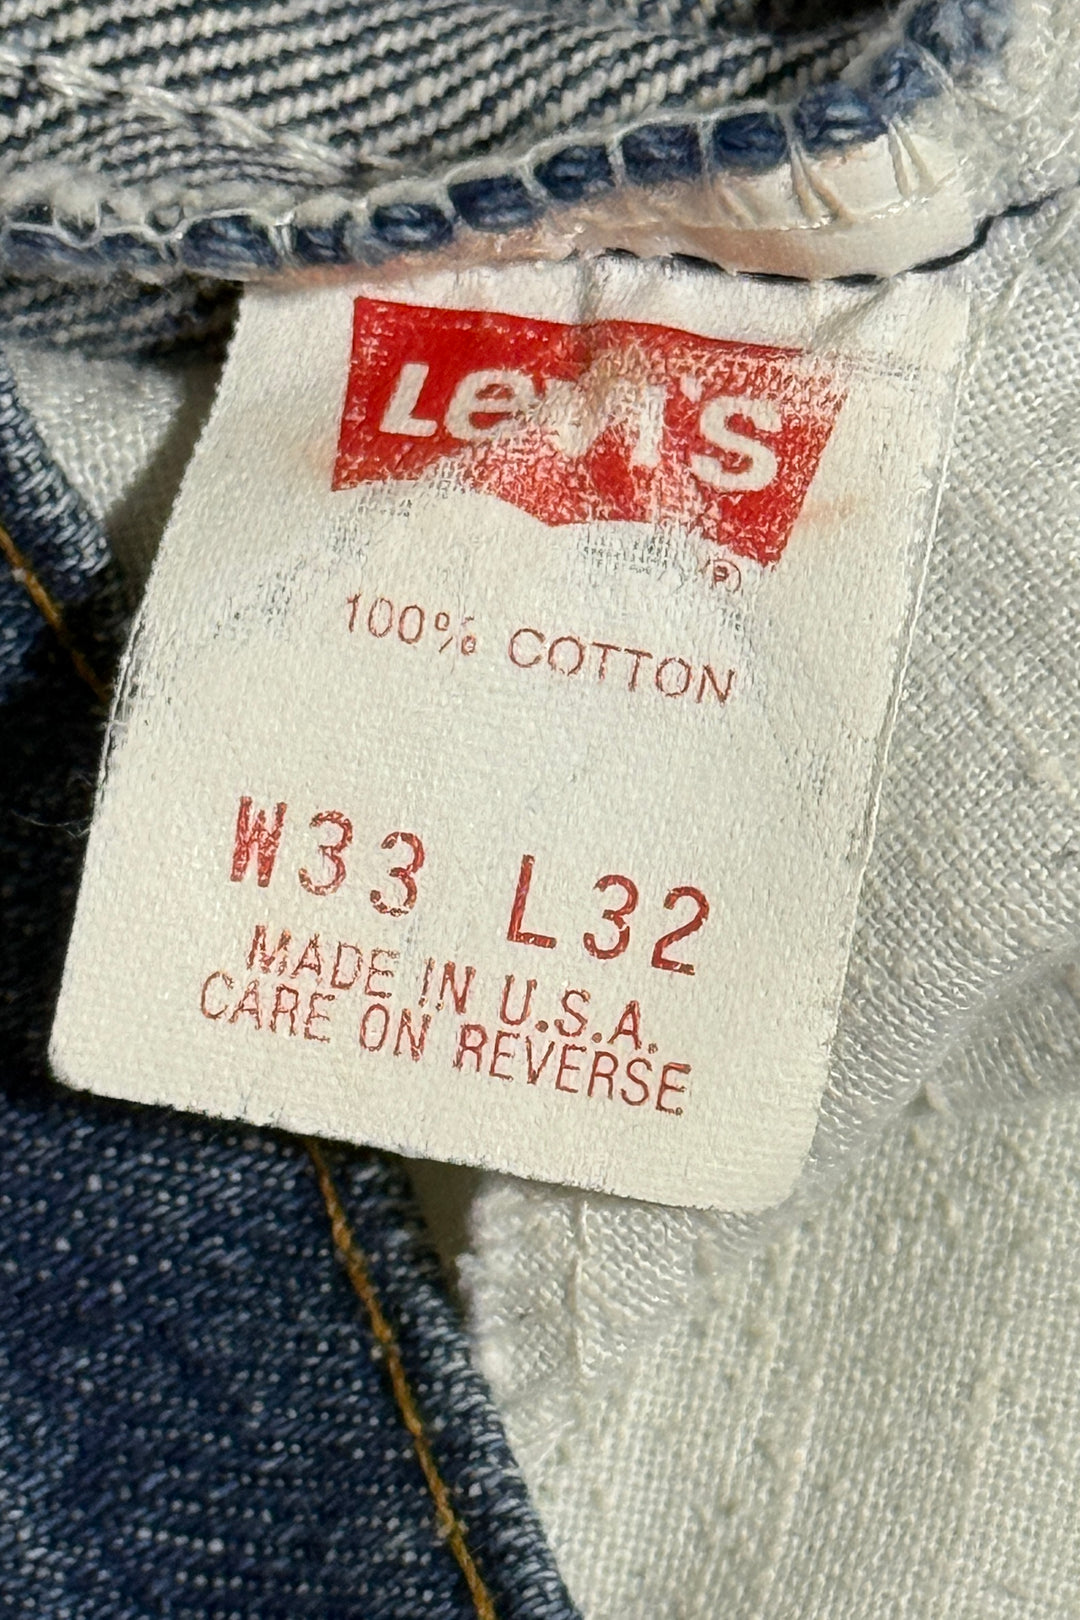 Levi's
®
100% COTTON
W33 L32
MADE IN U.S.A.
CARE ON REVERSE